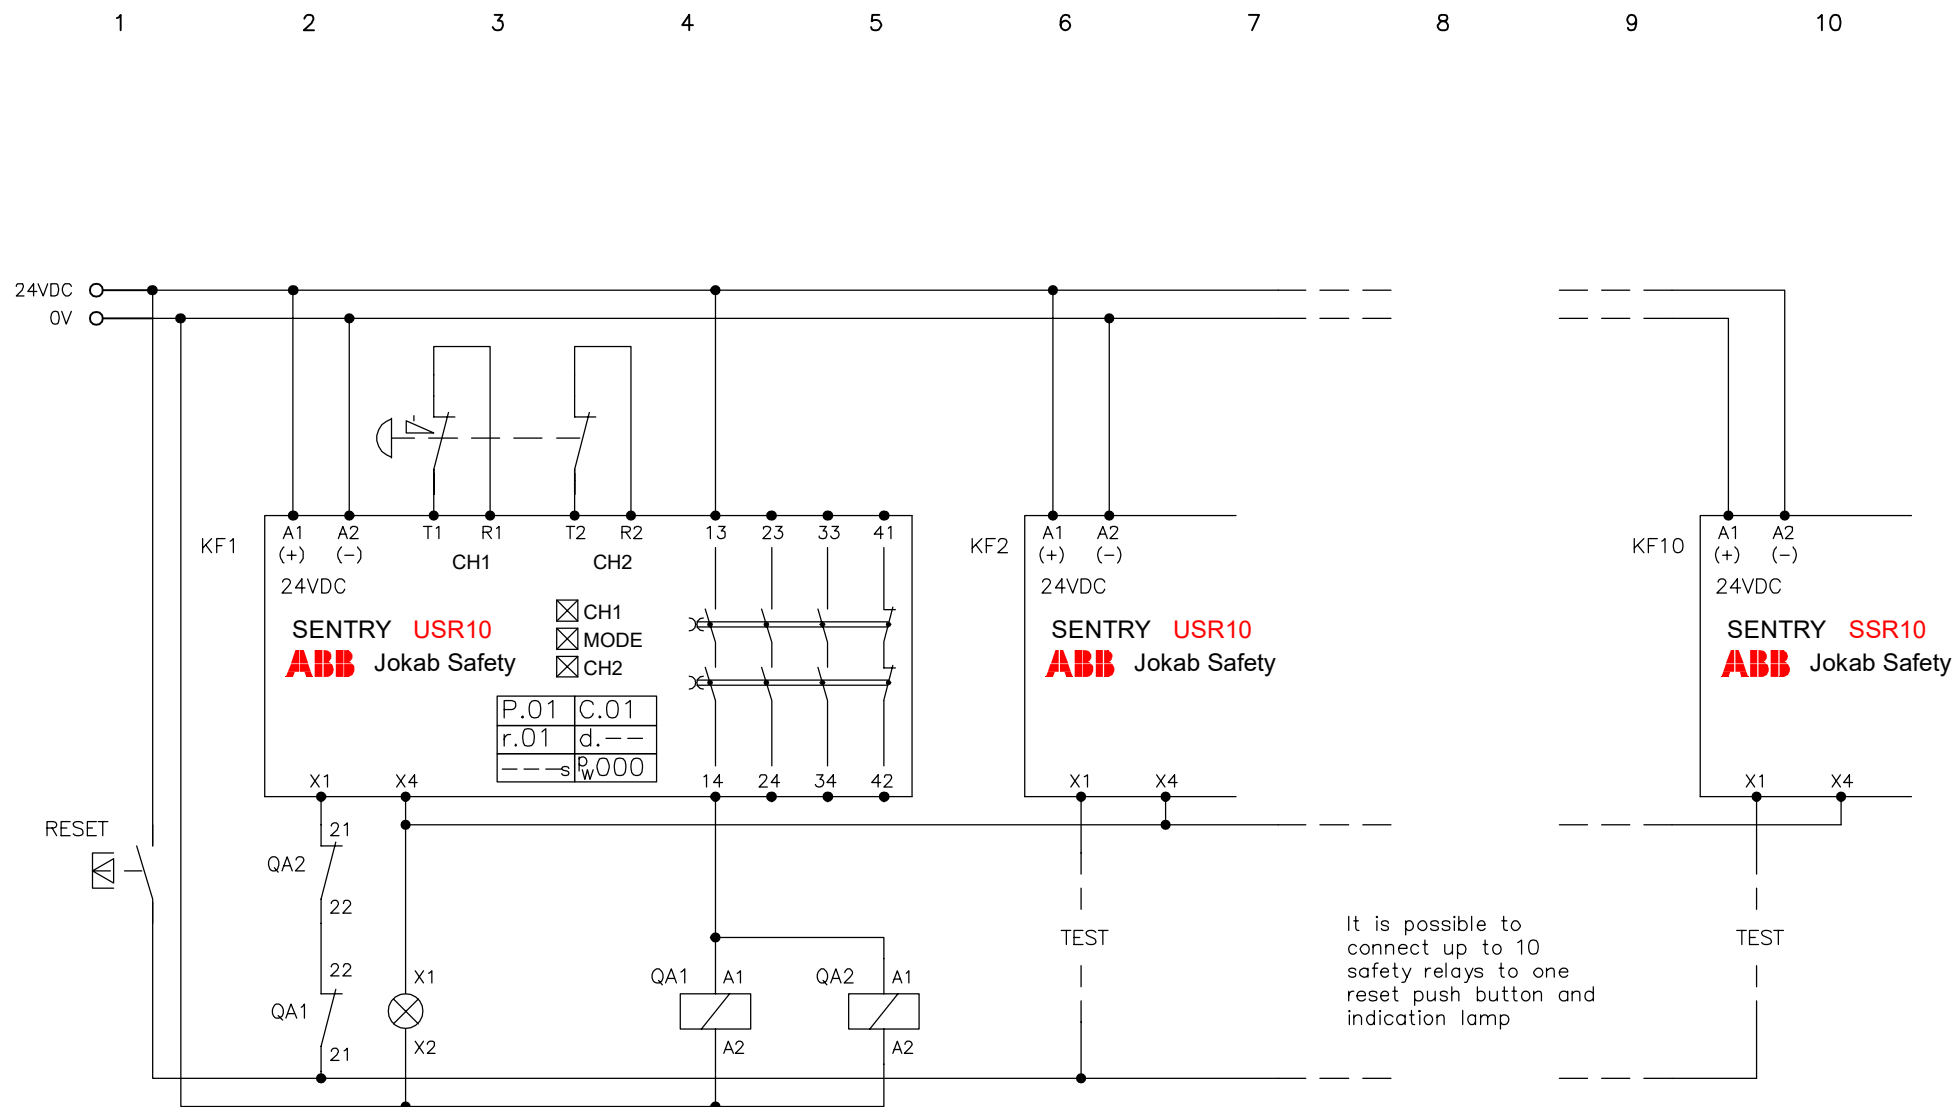 1 2 3 4 5 6 7 8 9 10
24VDC
0V
A1 A2 T1 R1 T2 R2 13 23 33 41
(+) (-)
KF1
CH1 CH2
24VDC
SENTRY USR10
ABB Jokab Safety
CH1
MODE
CH2
P.01 C.01
r.01 d.--
---s PW000
X1 X4 14 24 34 42
KF2
A1 A2
(+) (-)
24VDC
SENTRY USR10
ABB Jokab Safety
X1 X4
KF10
A1 A2
(+) (-)
24VDC
SENTRY SSR10
ABB Jokab Safety
X1 X4
RESET
21
QA2
22
22
QA1
21
X1
X2
QA1 A1
A2
QA2 A1
A2
TEST
It is possible to
connect up to 10
safety relays to one
reset push button and
indication lamp
TEST